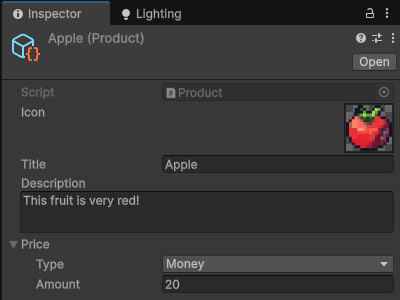 Inspector
Lighting
Apple (Product)
Open
Script
Product
Icon
Title
Apple
Description
This fruit is very red!
Price
Type
Money
Amount
20